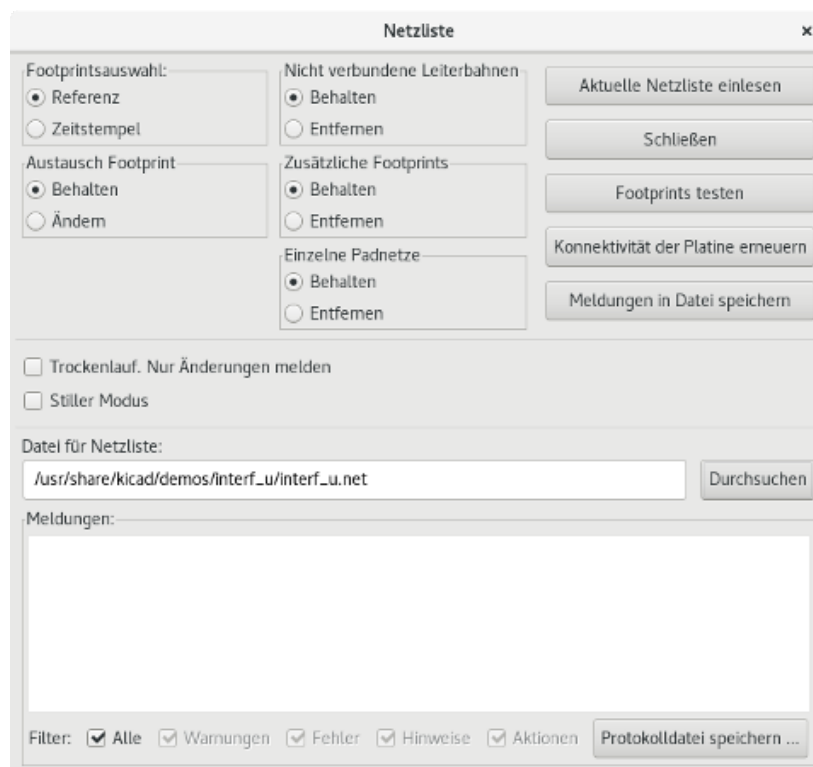 Netzliste
Footprintsauswahl:
Referenz
Zeitstempel
Austausch Footprint
Behalten
Ändern
Nicht verbundene Leiterbahnen
Behalten
Entfernen
Zusätzliche Footprints
Behalten
Entfernen
Einzelne Padnetze
Behalten
Entfernen
Aktuelle Netzliste einlesen
Schließen
Footprints testen
Konnektivität der Platine erneuern
Meldungen in Datei speichern
Trockenlauf. Nur Änderungen melden
Stiller Modus
Datei für Netzliste:
/usr/share/kicad/demos/interf_u/interf_u.net
Durchsuchen
Meldungen:
Filter: Alle Warnungen Fehler Hinweise Aktionen Protokolldatei speichern ...